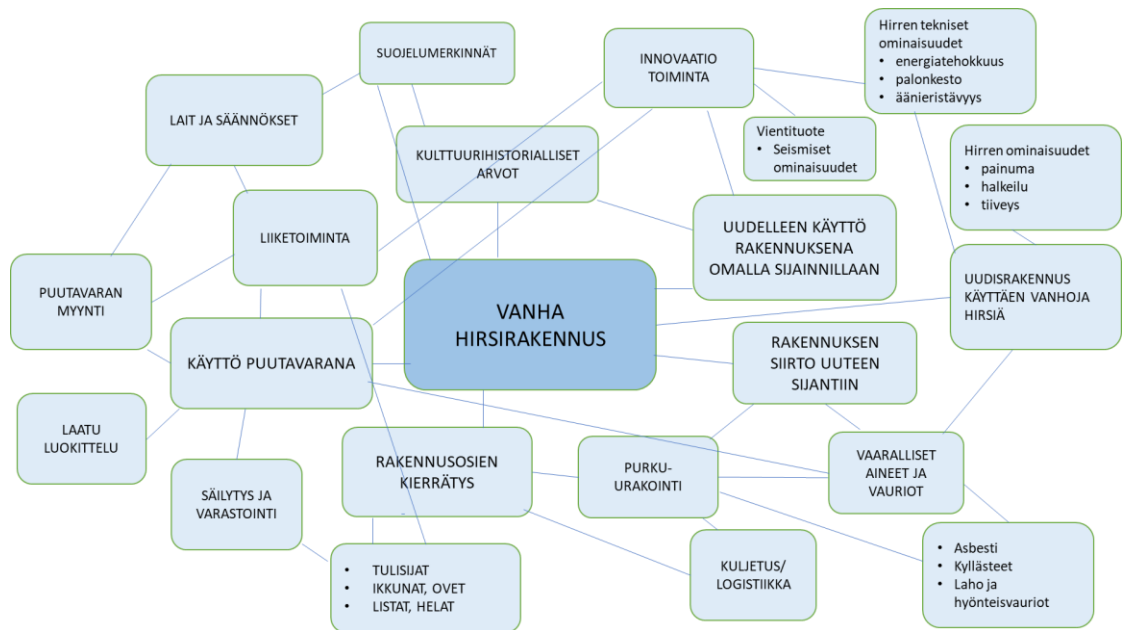 SUOJELUMERKINNÄT
INNOVAATIO
TOIMINTA
Hirren tekniset
ominaisuudet
• energiatehokkuus
• palonkesto
• äänieristävyys
LAIT JA SÄÄNNÖKSET
KULTTUURIHISTORIALLISET
ARVOT
Vientituote
• Seismiset
ominaisuudet
Hirren ominaisuudet
• painuma
• halkeilu
• tiiveys
LIIKETOIMINTA
UUDELLEEN KÄYTTÖ
RAKENNUKSENA
OMALLA SIJAINNILLAAN
PUUTAVARAN
MYYNTI
VANHA
HIRSIRAKENNUS
UUDISRAKENNUS
KÄYTTÄEN VANHOJA
HIRSIÄ
KÄYTTÖ PUUTAVARANA
RAKENNUKSEN
SIIRTO UUTEEN
SIJANTIIN
LAATU
LUOKITTELU
RAKENNUSOSIEN
KIERRÄTYS
PURKU-
URAKOINTI
VAARALLISET
AINEET JA
VAURIOT
SÄILYTYS JA
VARASTOINTI
• TULISIJAT
• IKKUNAT, OVET
• LISTAT, HELAT
KULJETUS/
LOGISTIIKKA
• Asbesti
• Kyllästeet
• Laho ja
hyönteisvauriot